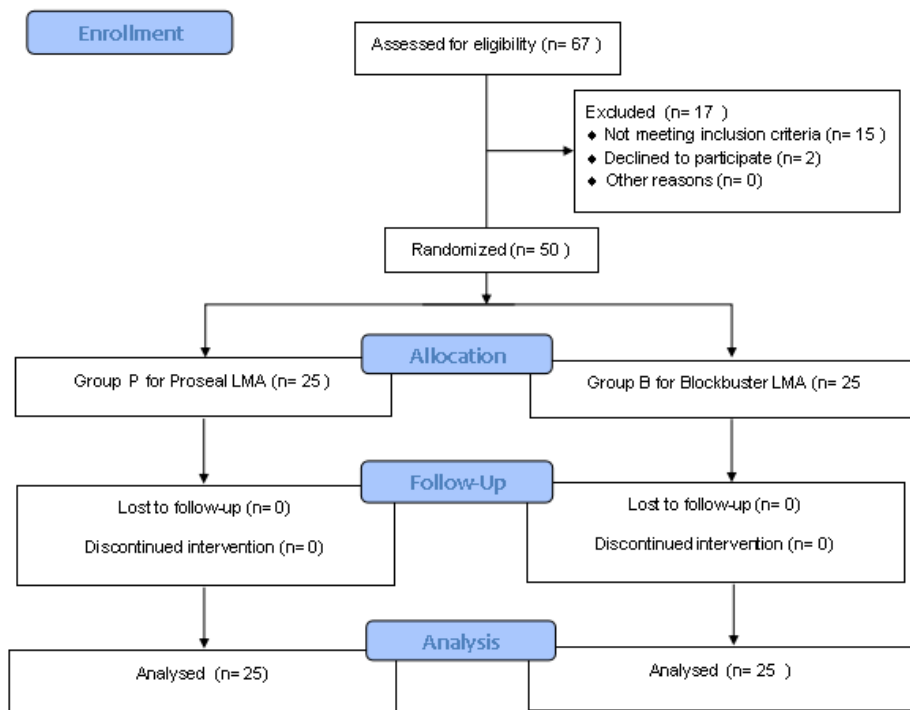 Enrollment
Assessed for eligibility (n= 67 )
Excluded (n= 17 )
◆ Not meeting inclusion criteria (n= 15 )
◆ Declined to participate (n= 2)
◆ Other reasons (n= 0)
Randomized (n= 50 )
Allocation
Group P for Proseal LMA (n= 25 )
Group B for Blockbuster LMA (n= 25
Follow-Up
Lost to follow-up (n= 0)
Discontinued intervention (n= 0)
Lost to follow-up (n= 0)
Discontinued intervention (n= 0)
Analysis
Analysed (n= 25)
Analysed (n= 25 )